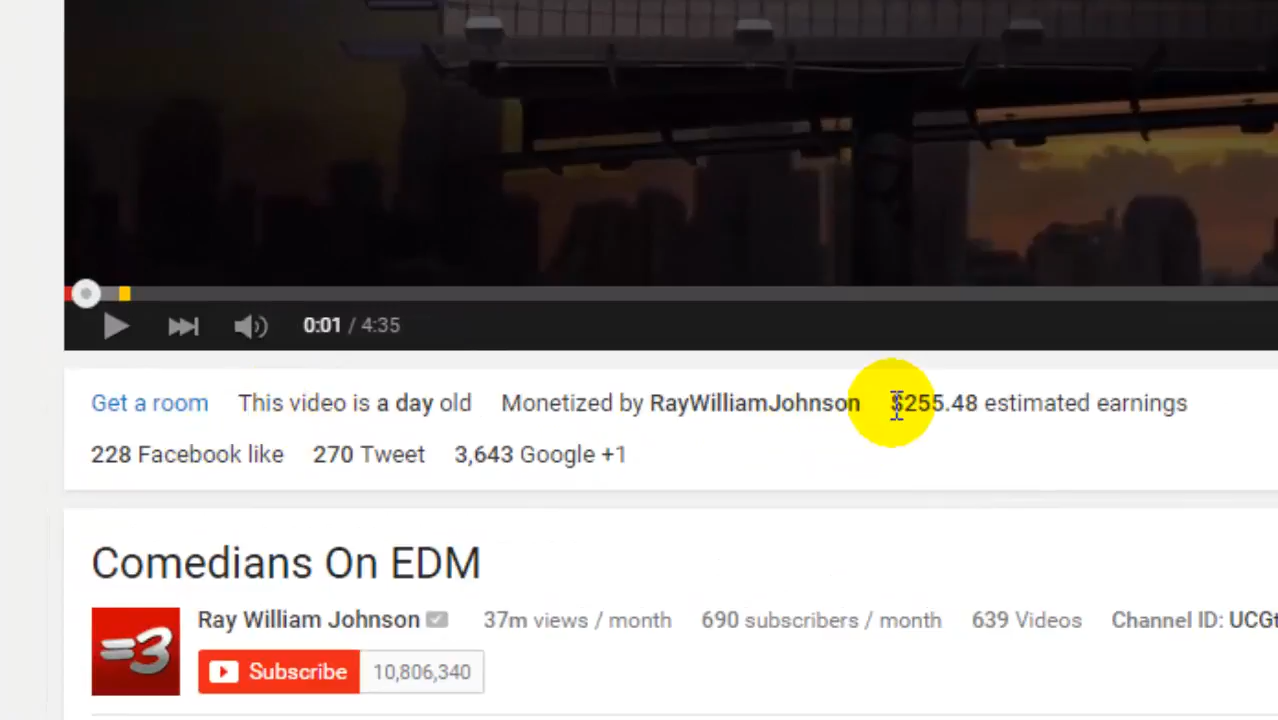 0:01 / 4:35
Get a room This video is a day old Monetized by RayWilliamJohnson $255.48 estimated earnings
228 Facebook like 270 Tweet 3,643 Google +1
Comedians On EDM
=3
Ray William Johnson 37m views / month 690 subscribers / month 639 Videos Channel ID: UCGt
Subscribe 10,806,340